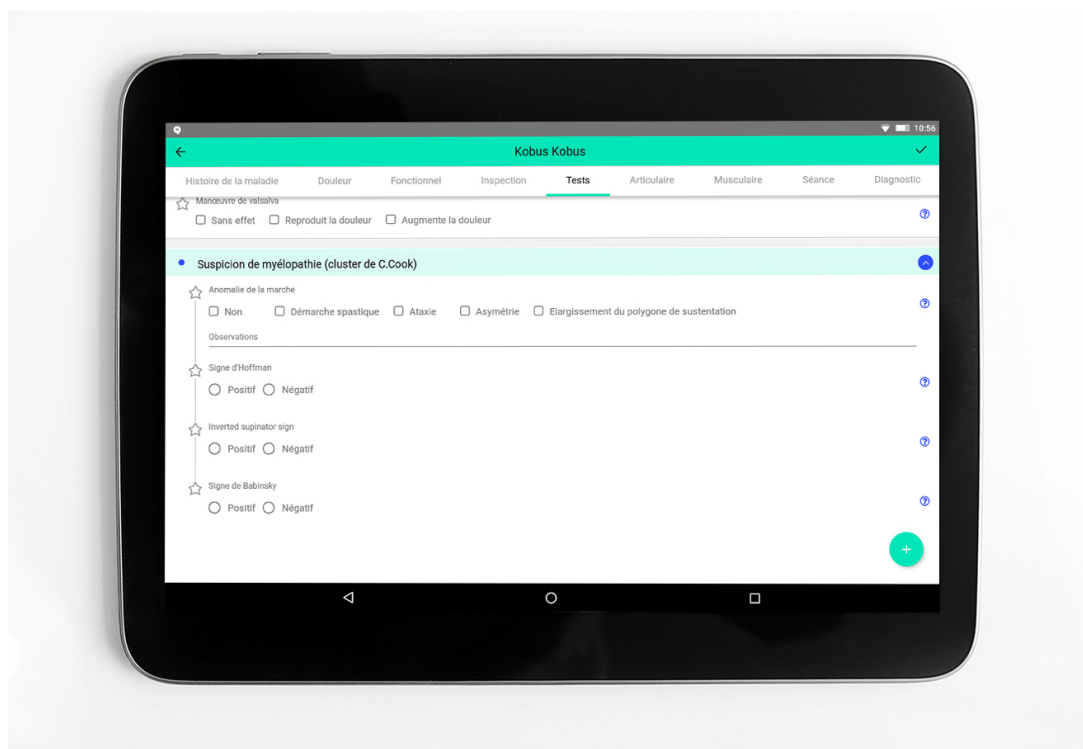 10:56
Kobus Kobus
Histoire de la maladie Douleur Fonctionnel Inspection Tests Articulaire Musculaire Séance Diagnostic
Manœuvre de valsalva
Sans effet Reproduit la douleur Augmente la douleur
Suspicion de myélopathie (cluster de C.Cook)
Anomalie de la marche
Non Démarche spastique Ataxie Asymétrie Elargissement du polygone de sustentation
Observations
Signe d'Hoffman
Positif Négatif
Inverted supinator sign
Positif Négatif
Signe de Babinsky
Positif Négatif